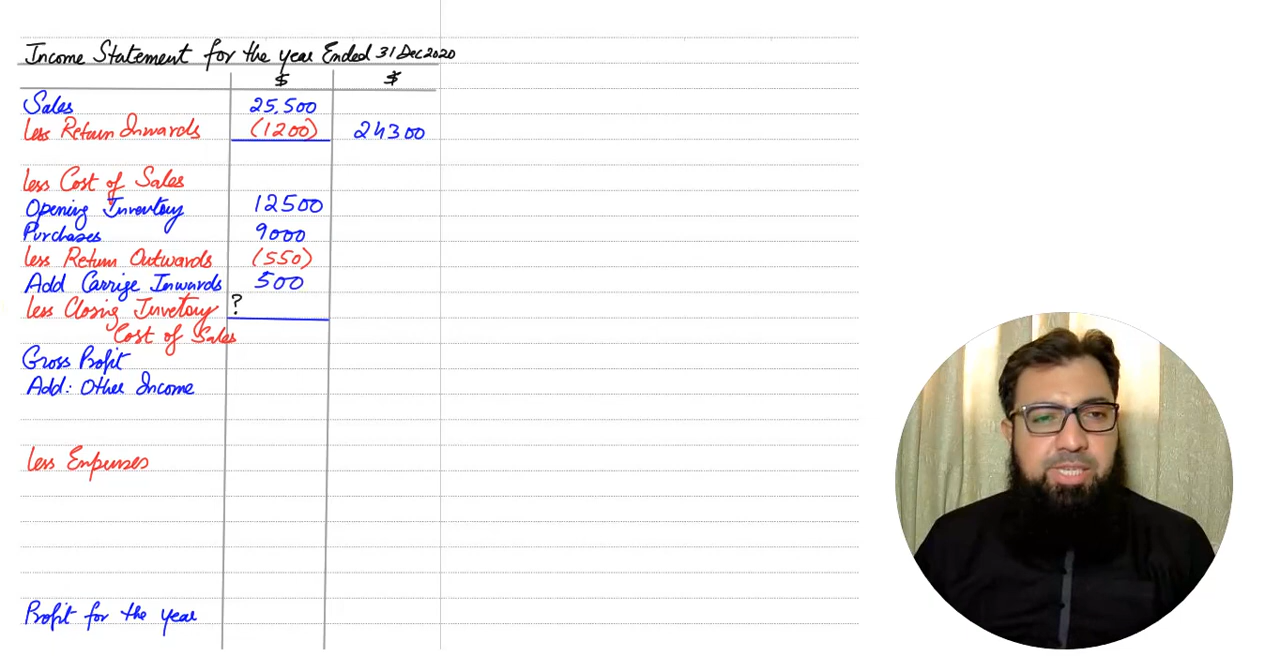 Income Statement for the year Ended 31 Dec 2020
$ $
Sales 25,500
less Return Inwards (1200) 24300
less Cost of Sales
Opening Inventory 12500
Purchases 9000
less Return Outwards (550)
Add Carrige Inwards 500
less Closing Invetory ?
Cost of Sales
Gross Profit
Add: Other Income
less Expenses
Profit for the year